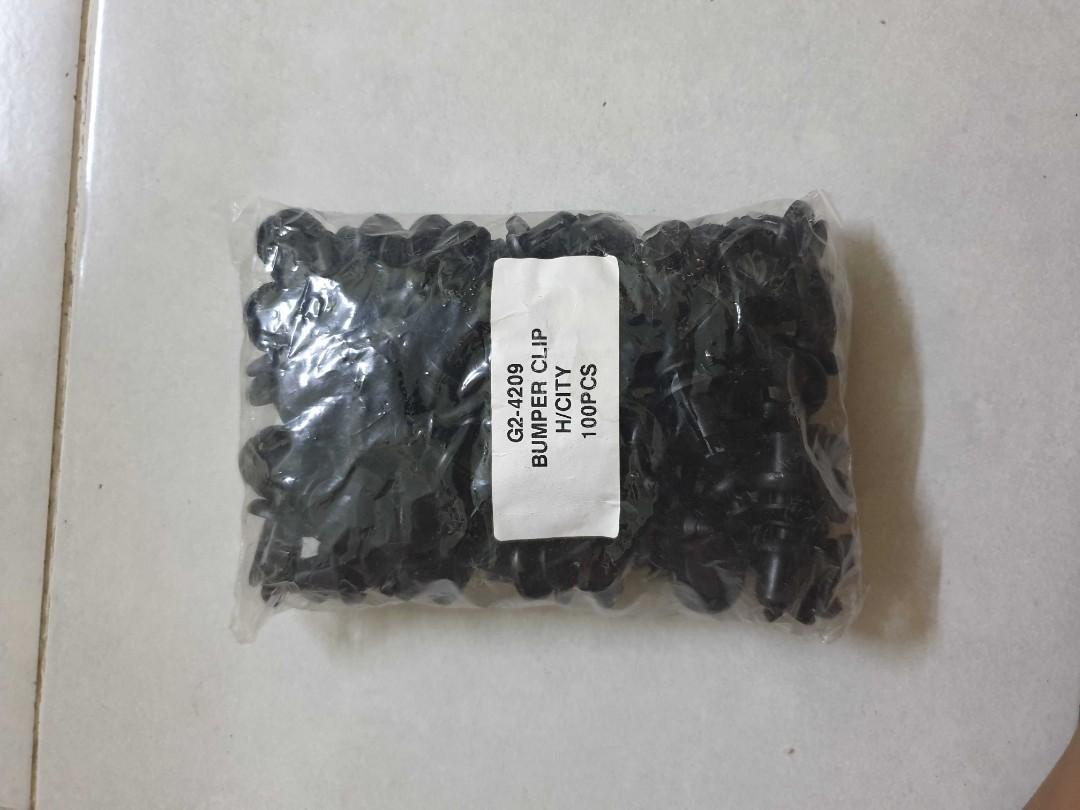 G2-4209
BUMPER CLIP
H/CITY
100PCS